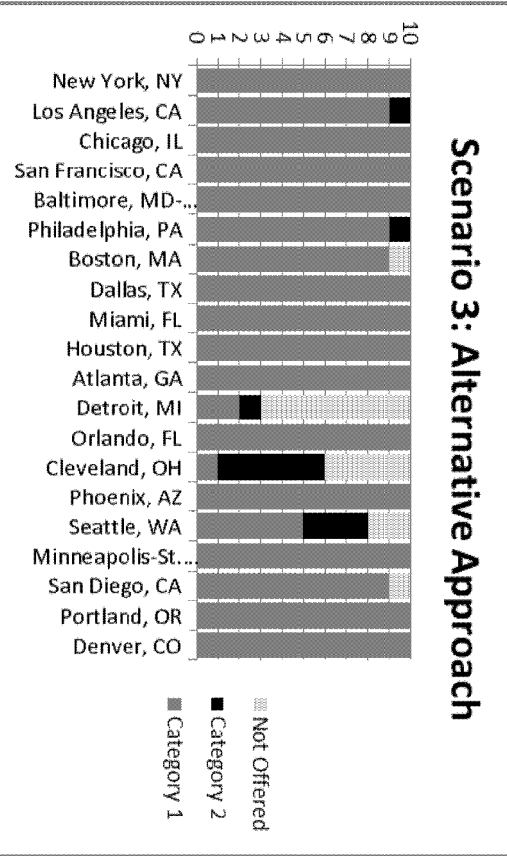 Scenario 3: Alternative Approach
10
9
8
7
6
5
4
3
2
1
0
New York, NY
Los Angeles, CA
Chicago, IL
San Francisco, CA
Baltimore, MD-...
Philadelphia, PA
Boston, MA
Dallas, TX
Miami, FL
Houston, TX
Atlanta, GA
Detroit, MI
Orlando, FL
Cleveland, OH
Phoenix, AZ
Seattle, WA
Minneapolis-St....
San Diego, CA
Portland, OR
Denver, CO
Not Offered
Category 2
Category 1